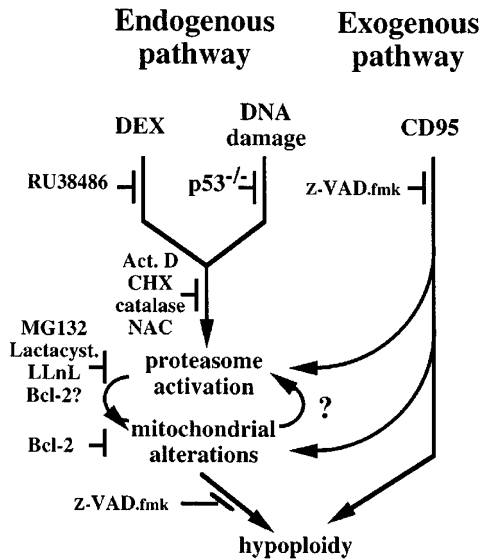 Endogenous
pathway
Exogenous
pathway
DEX
DNA
damage
CD95
RU38486
p53-/-
Z-VAD.fmk
Act. D
CHX
catalase
NAC
MG132
Lactacyst.
LLnL
Bcl-2?
proteasome
activation
?
Bcl-2
mitochondrial
alterations
Z-VAD.fmk
hypoploidy